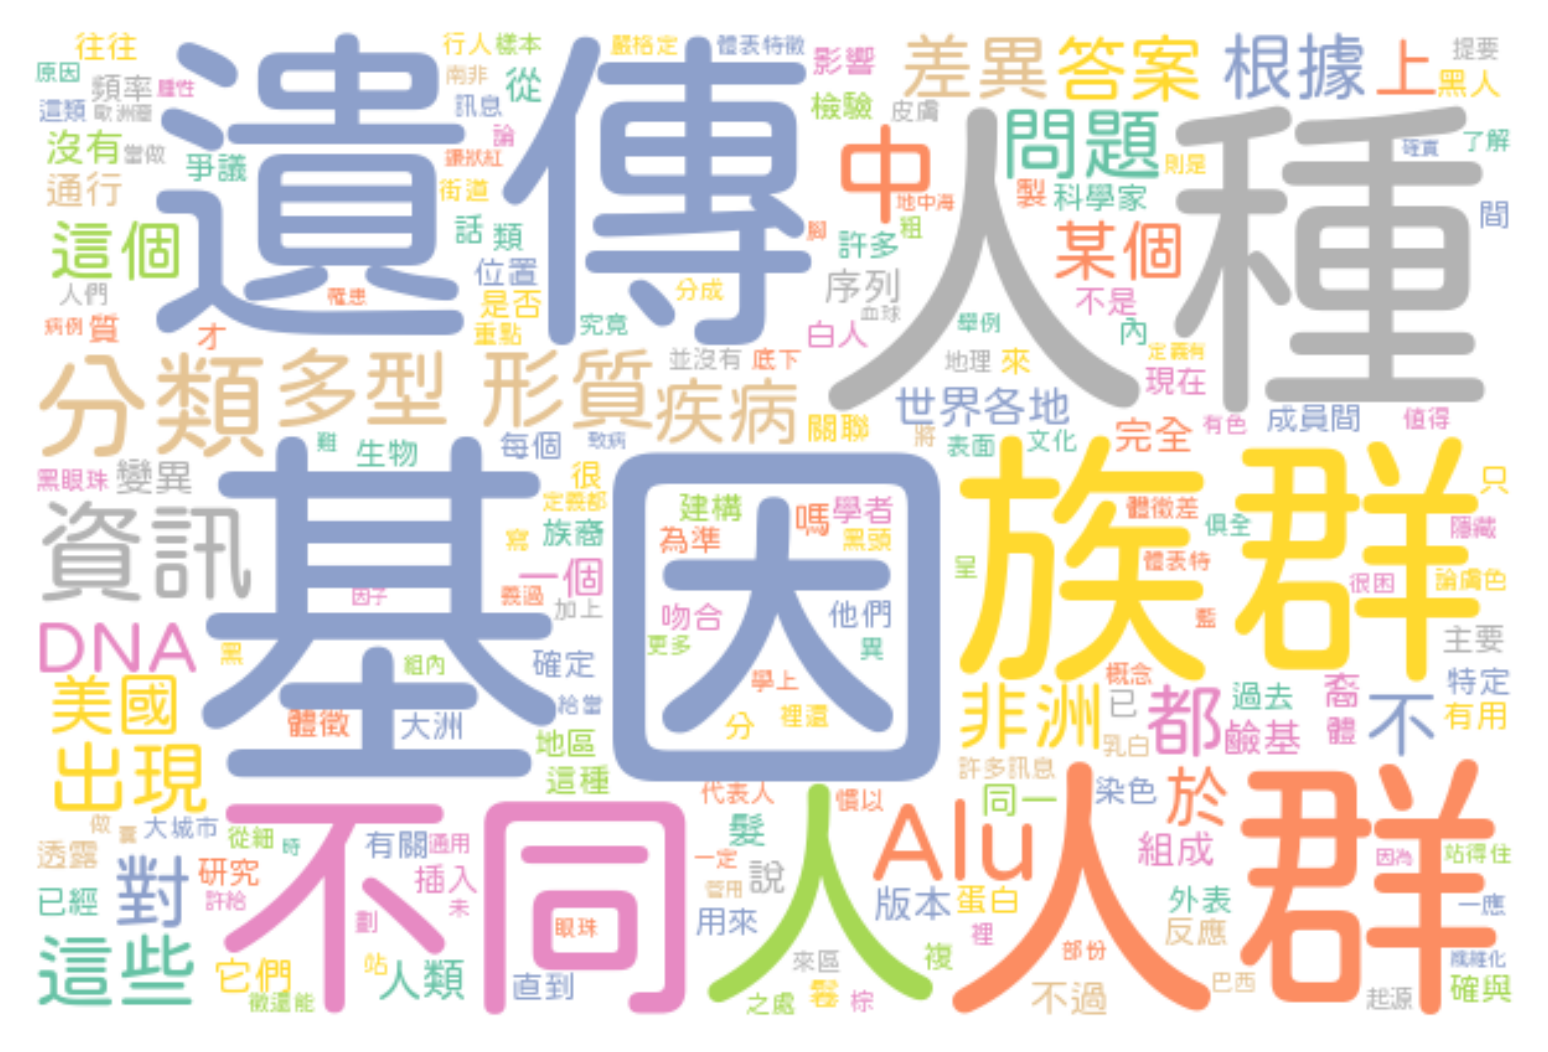 往往
行人樣本
嚴格定
體表特徵
影響
差異
答案
根據
上
提要
黑人
原因
頻率
腫性
南非
從
遺傳
這類
歐洲圈
訊息
檢驗
皮膚
沒有
當做
爭議
論
鐮狀紅
中
問題
人種
確實
了解
則是
通行
街道
地中海
製
科學家
間
這個
話
類
腳
許多
粗
某個
人們
位置
序列
不是
罹患
是否
分成
血球
病例
質
才
重點
究竟
白人
舉例
內
定義有
分類
多型
形質
並沒有
底下
疾病
地理
來
現在
世界各地
關聯
將
完全
有色
成員間
值得
難
生物
每個
致病
表面
文化
黑眼珠
變異
基因
很
定義都
建構
嗎
學者
族群
只
體徵差
俱全
隱藏
資訊
寫
族裔
為準
黑頭
呈
體表特
很困
論膚色
因子
義過
一個
加上
吻合
他們
藍
DNA
黑
組內
確定
更多
異
主要
美國
學上
概念
體徵
大洲
給當
分
裡還
非洲
已
都
過去
裔
特定
有用
地區
乳白
鹼基
體
不
出現
這種
許多訊息
不同
代表人
慣以
同一
染色
於
人群
做
囊
大城市
從細
時
有關
通用
髮
人
Alu
組成
因為
站得住
透露
對
研究
插入
一定
說
管用
版本
蛋白
外表
一應
已經
許給
未
劃
眼珠
用來
裡
反應
部份
纖維化
這些
它們
站
人類
直到
來區
複
巴西
確與
徵還能
之處
鬈
棕
不過
起源